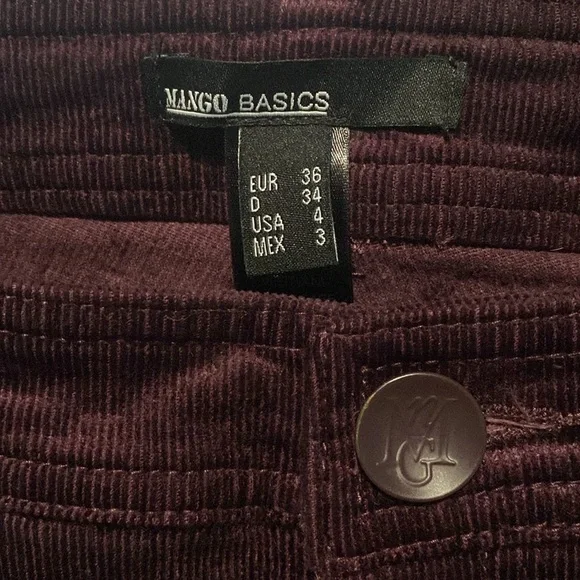 MANGO BASICS
EUR 36
D 34
USA 4
MEX 3